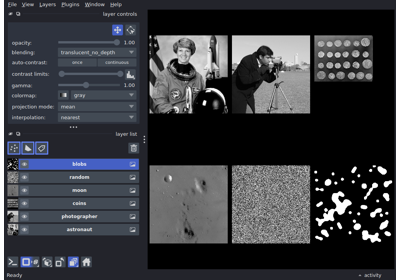 File View Layers Plugins Window Help
layer controls
opacity: 1.00
blending: translucent_no_depth
auto-contrast: once continuous
contrast limits:
gamma: 1.00
colormap: gray
projection mode: mean
interpolation: nearest
layer list
blobs
random
moon
coins
photographer
astronaut
Ready
activity